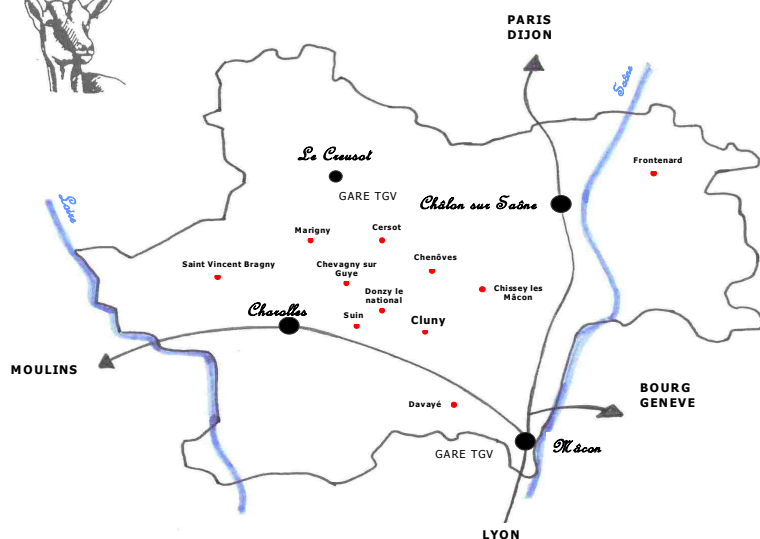 PARIS
DIJON
Saône
Le Creusot
Frontenard
GARE TGV
Châlon sur Saône
Loire
Marigny
Cersot
Saint Vincent Bragny
Chevagny sur
Guye
Chenôves
Donzy le
national
Chissey les
Mâcon
Charolles
Suin
Cluny
MOULINS
BOURG
GENEVE
Davayé
GARE TGV
Mâcon
LYON